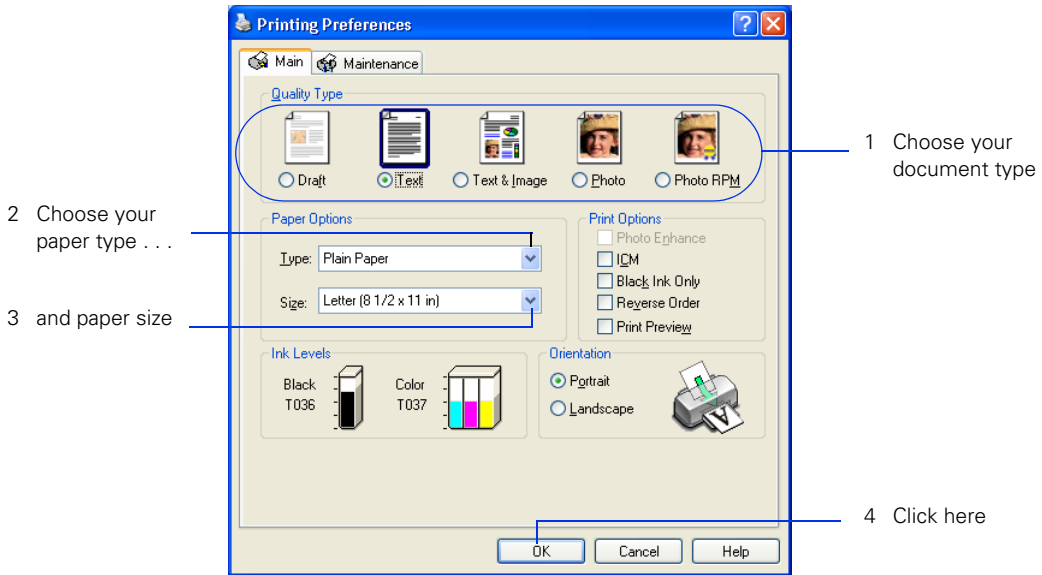 Printing Preferences
Main
Maintenance
Quality Type
Draft
Text
Text & Image
Photo
Photo RPM
1 Choose your
document type
2 Choose your
paper type . . .
Paper Options
Type: Plain Paper
Size: Letter (8 1/2 x 11 in)
3 and paper size
Print Options
Photo Enhance
ICM
Black Ink Only
Reverse Order
Print Preview
Ink Levels
Black
T036
Color
T037
Orientation
Portrait
Landscape
A
4 Click here
OK
Cancel
Help